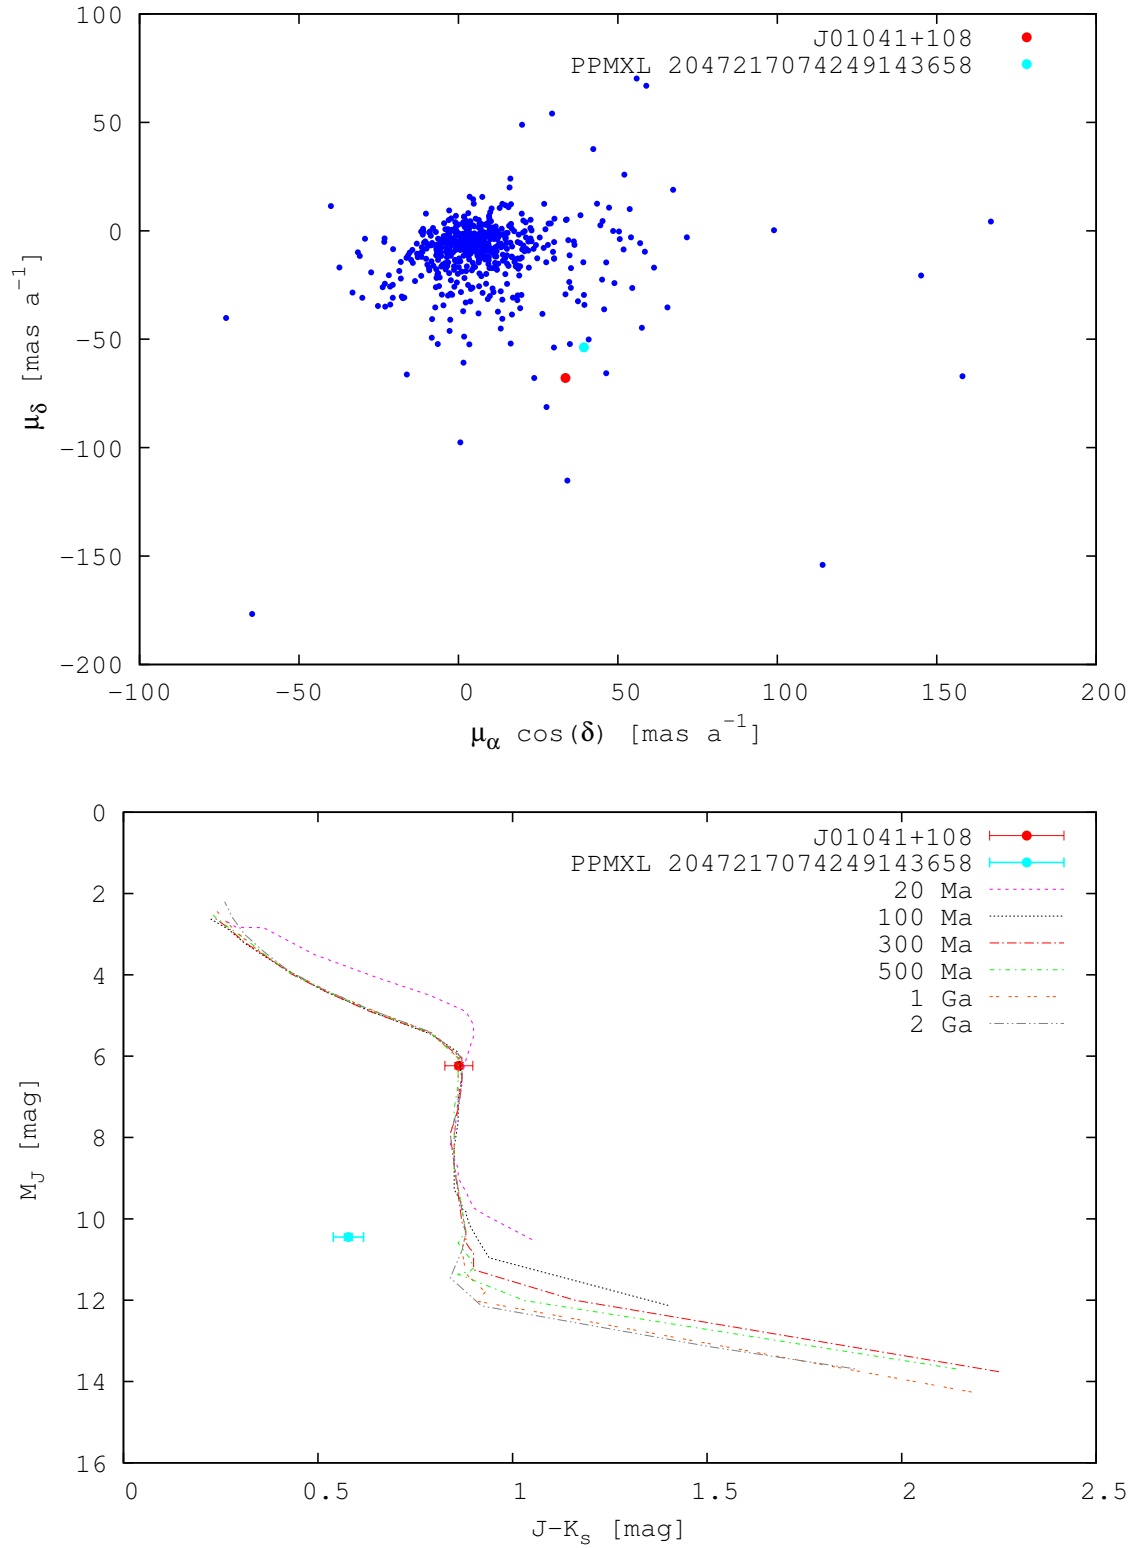 100
J01041+108
PPMXL 2047217074249143658
50
0
−50
−100
−150
−200
μδ [mas a−1]
−100 −50 0 50 100 150 200
μα cos(δ) [mas a−1]
0
J01041+108
PPMXL 2047217074249143658
2
20 Ma
100 Ma
300 Ma
4
500 Ma
1 Ga
2 Ga
6
8
10
12
14
16
MJ [mag]
0 0.5 1 1.5 2 2.5
J−Ks [mag]